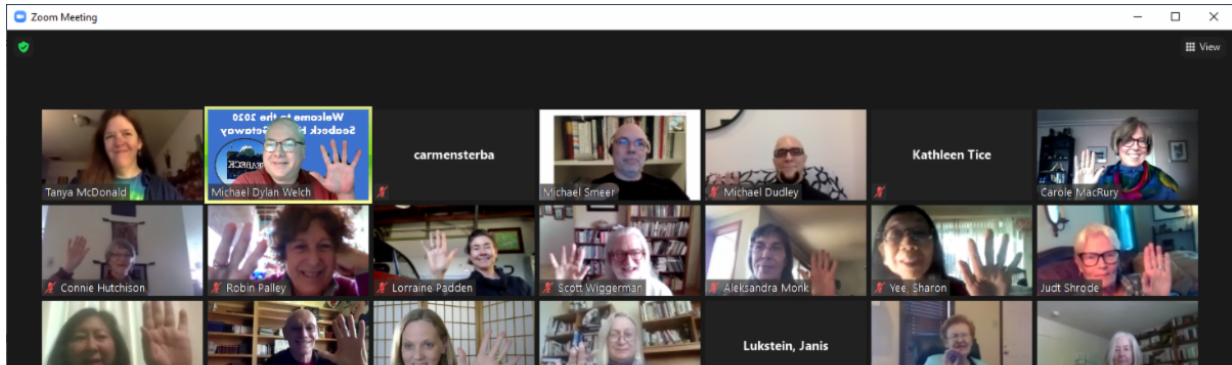 Zoom Meeting
View
Welcome to the 2020
Seabeck H Getaway
SEABECK
carmensterba
Kathleen Tice
Tanya McDonald
Michael Dylan Welch
Michael Smeer
Michael Dudley
Carole MacRury
Connie Hutchison
Robin Palley
Lorraine Padden
Scott Wiggerman
Aleksandra Monk
Yee, Sharon
Judt Shrode
Lukstein, Janis